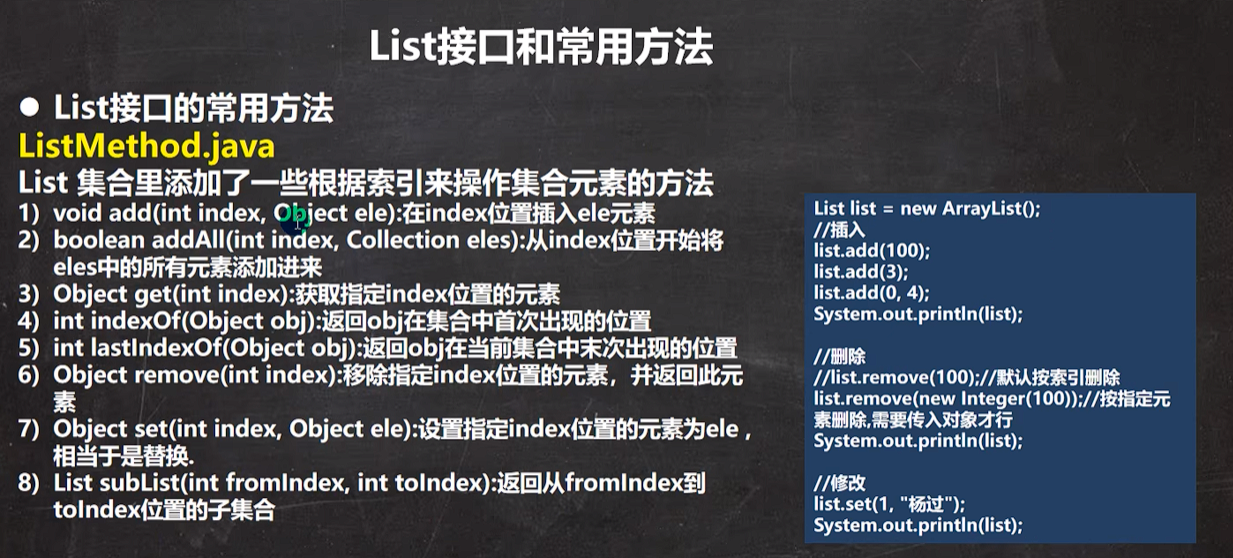 List接口和常用方法
● List接口的常用方法
ListMethod.java
List 集合里添加了一些根据索引来操作集合元素的方法
1) void add(int index, Object ele):在index位置插入ele元素
2) boolean addAll(int index, Collection eles):从index位置开始将
eles中的所有元素添加进来
3) Object get(int index):获取指定index位置的元素
4) int indexOf(Object obj):返回obj在集合中首次出现的位置
5) int lastIndexOf(Object obj):返回obj在当前集合中末次出现的位置
6) Object remove(int index):移除指定index位置的元素，并返回此元
素
7) Object set(int index, Object ele):设置指定index位置的元素为ele ,
相当于是替换.
8) List subList(int fromIndex, int toIndex):返回从fromIndex到
toIndex位置的子集合
List list = new ArrayList();
//插入
list.add(100);
list.add(3);
list.add(0, 4);
System.out.println(list);
//删除
//list.remove(100);//默认按索引删除
list.remove(new Integer(100));//按指定元
素删除,需要传入对象才行
System.out.println(list);
//修改
list.set(1, "杨过");
System.out.println(list);